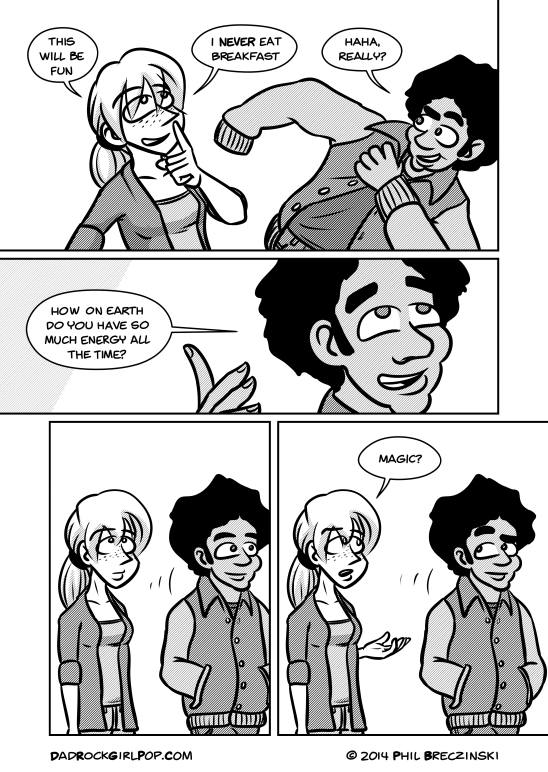 THIS
WILL BE
FUN
I NEVER EAT
BREAKFAST
HAHA,
REALLY?
HOW ON EARTH
DO YOU HAVE SO
MUCH ENERGY ALL
THE TIME?
MAGIC?
DADROCKGIRLPOP.COM
© 2014 PHIL BRECZINSKI